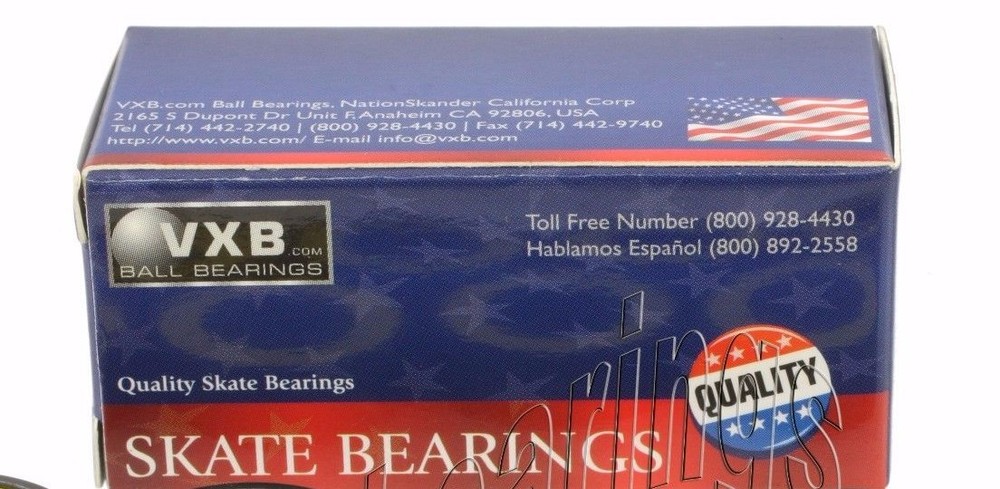 VXB.com Ball Bearings, NationSkander California Corp
2165 S Dupont Dr Unit F, Anaheim CA 92806, USA
Tel (714) 442-2740 | (800) 928-4430 | Fax (714) 442-9740
http://www.vxb.com/ E-mail info@vxb.com
VXB.COM
BALL BEARINGS
Toll Free Number (800) 928-4430
Hablamos Español (800) 892-2558
Quality Skate Bearings
QUALITY
SKATE BEARINGS